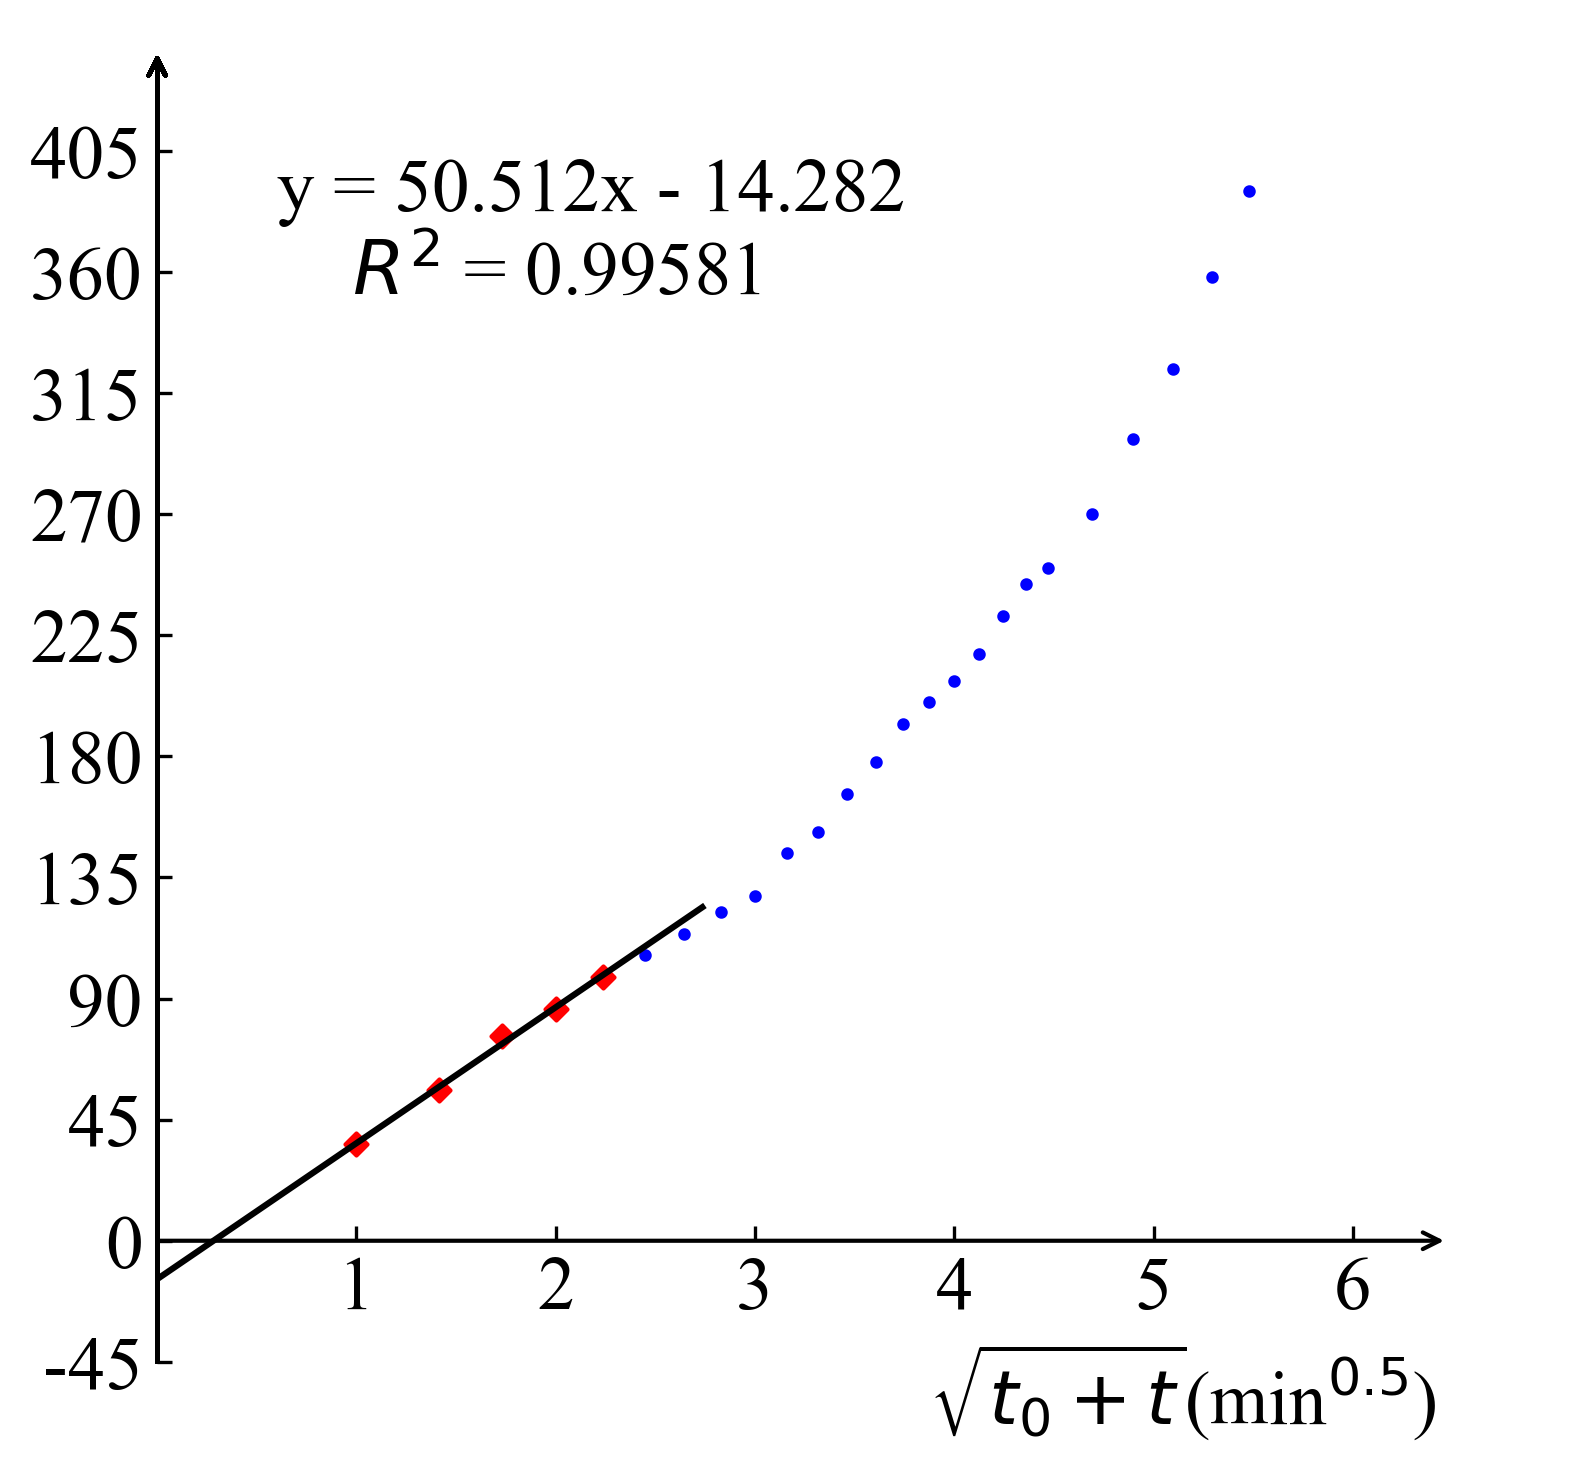 y = 50.512x - 14.282
R² = 0.99581
405
360
315
270
225
180
135
90
45
0
-45
1 2 3 4 5 6
√(t₀ + t)(min^0.5)